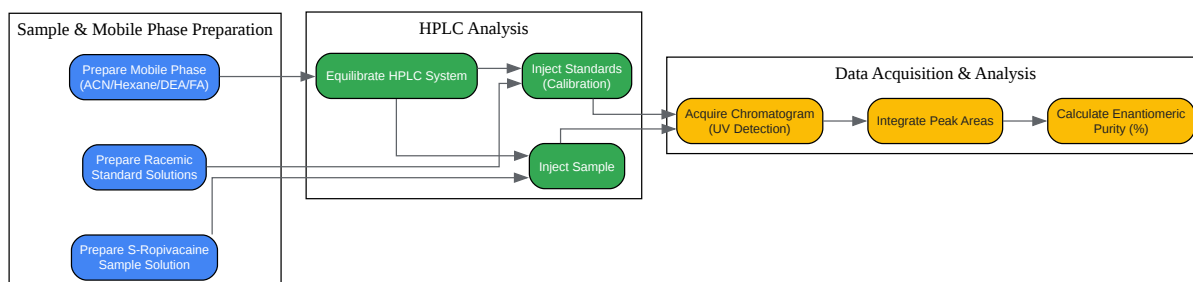 Sample & Mobile Phase Preparation
Prepare Mobile Phase
(ACN/Hexane/DEA/FA)
Prepare Racemic
Standard Solutions
Prepare S-Ropivacaine
Sample Solution
HPLC Analysis
Equilibrate HPLC System
Inject Standards
(Calibration)
Inject Sample
Data Acquisition & Analysis
Acquire Chromatogram
(UV Detection)
Integrate Peak Areas
Calculate Enantiomeric
Purity (%)